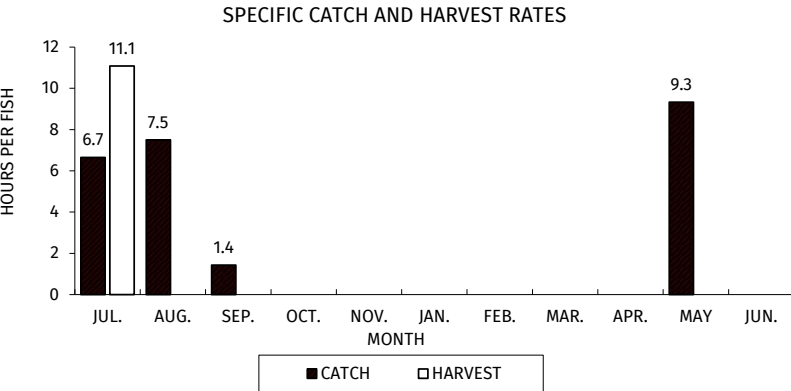 SPECIFIC CATCH AND HARVEST RATES
HOURS PER FISH
12
10
8
6
4
2
0
6.7
11.1
7.5
1.4
9.3
JUL. AUG. SEP. OCT. NOV. JAN. FEB. MAR. APR. MAY JUN.
MONTH
CATCH HARVEST